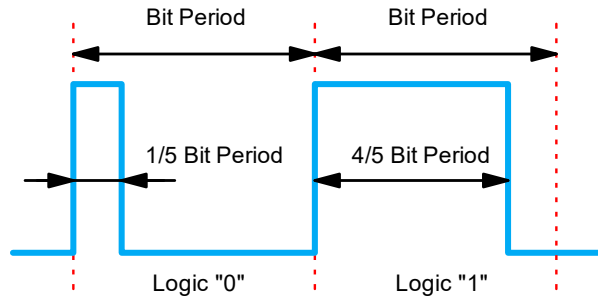 Bit Period
Bit Period
1/5 Bit Period
4/5 Bit Period
Logic "0"
Logic "1"